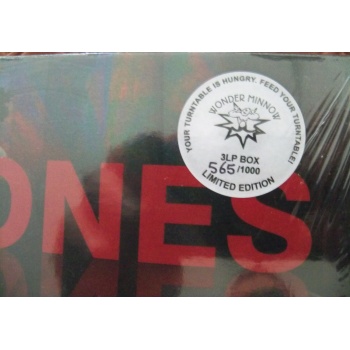 YOUR TURNTABLE IS HUNGRY. FEED YOUR TURNTABLE!
WONDER MINNOW
3LP BOX
565/1000
LIMITED EDITION
ONES